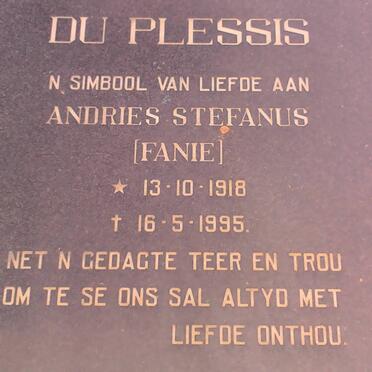 DU PLESSIS
N SIMBOOL VAN LIEFDE AAN
ANDRIES STEFANUS
[FANIE]
★ 13-10-1918
† 16-5-1995.
NET N GEDAGTE TEER EN TROU
OM TE SÊ ONS SAL ALTYD MET
LIEFDE ONTHOU.